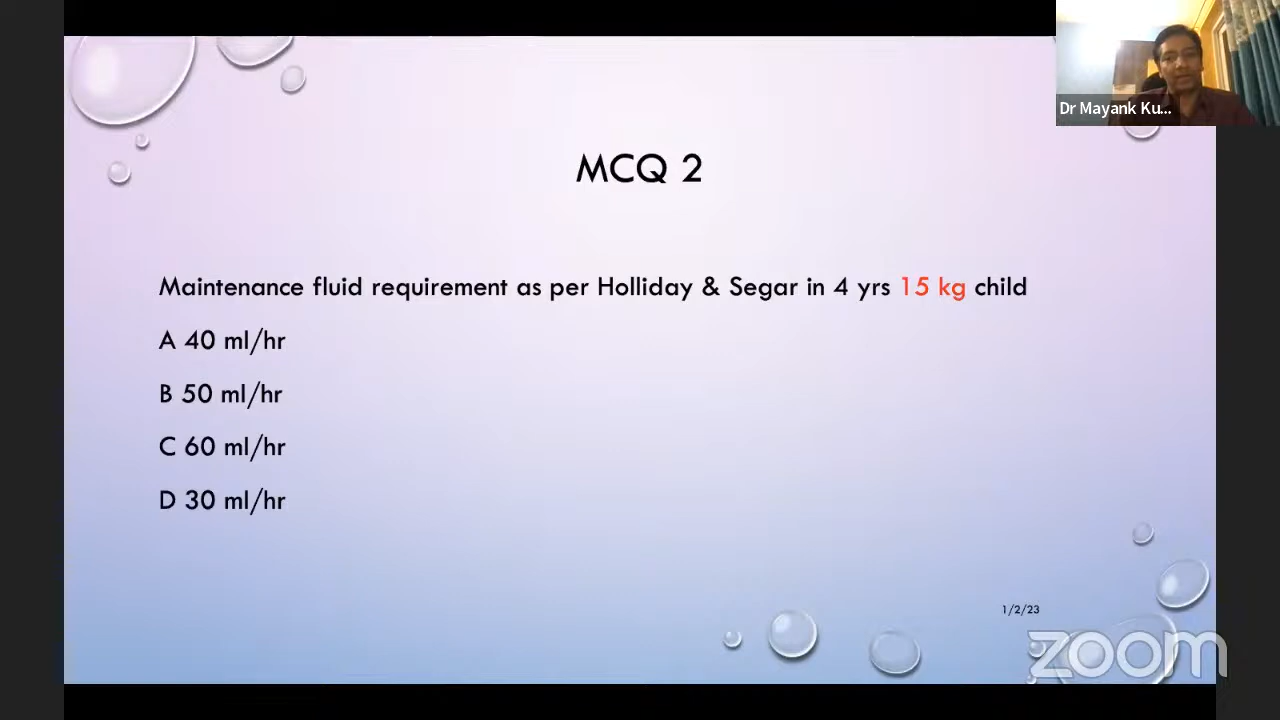 Dr Mayank Ku...
MCQ 2
Maintenance fluid requirement as per Holliday & Segar in 4 yrs 15 kg child
A 40 ml/hr
B 50 ml/hr
C 60 ml/hr
D 30 ml/hr
1/2/23
zoom